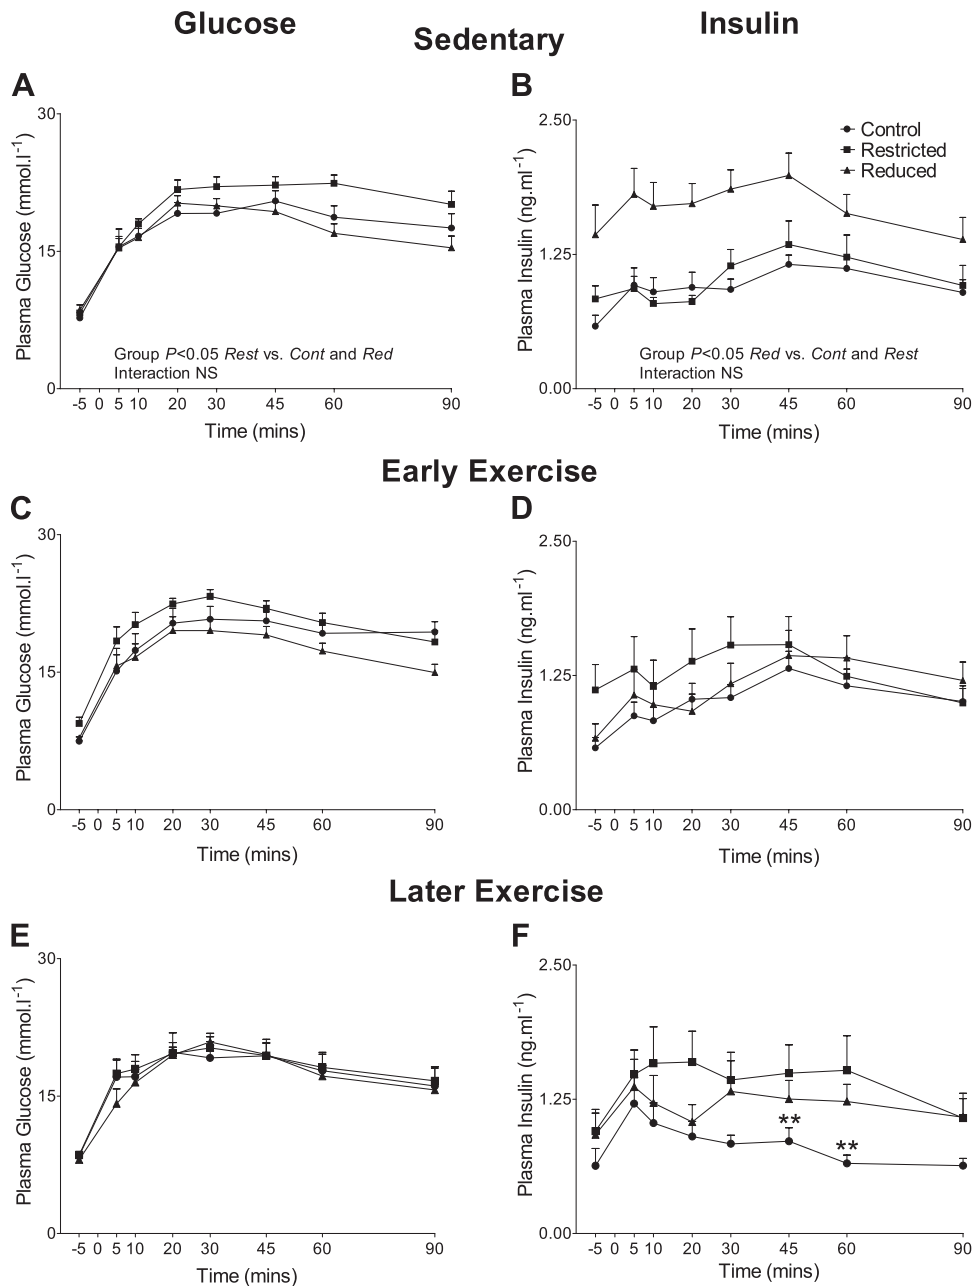 Glucose
Insulin
Sedentary
A
B
30
15
0
Plasma Glucose (mmol.l-1)
Group P<0.05 Rest vs. Cont and Red
Interaction NS
-5 0 5 10 20 30 45 60 90
Time (mins)
2.50
1.25
0.00
Plasma Insulin (ng.ml-1)
Control
Restricted
Reduced
Group P<0.05 Red vs. Cont and Rest
Interaction NS
-5 0 5 10 20 30 45 60 90
Time (mins)
Early Exercise
C
D
30
15
0
Plasma Glucose (mmol.l-1)
-5 0 5 10 20 30 45 60 90
Time (mins)
2.50
1.25
0.00
Plasma Insulin (ng.ml-1)
-5 0 5 10 20 30 45 60 90
Time (mins)
Later Exercise
E
F
30
15
0
Plasma Glucose (mmol.l-1)
-5 0 5 10 20 30 45 60 90
Time (mins)
2.50
1.25
0.00
Plasma Insulin (ng.ml-1)
**
**
-5 0 5 10 20 30 45 60 90
Time (mins)